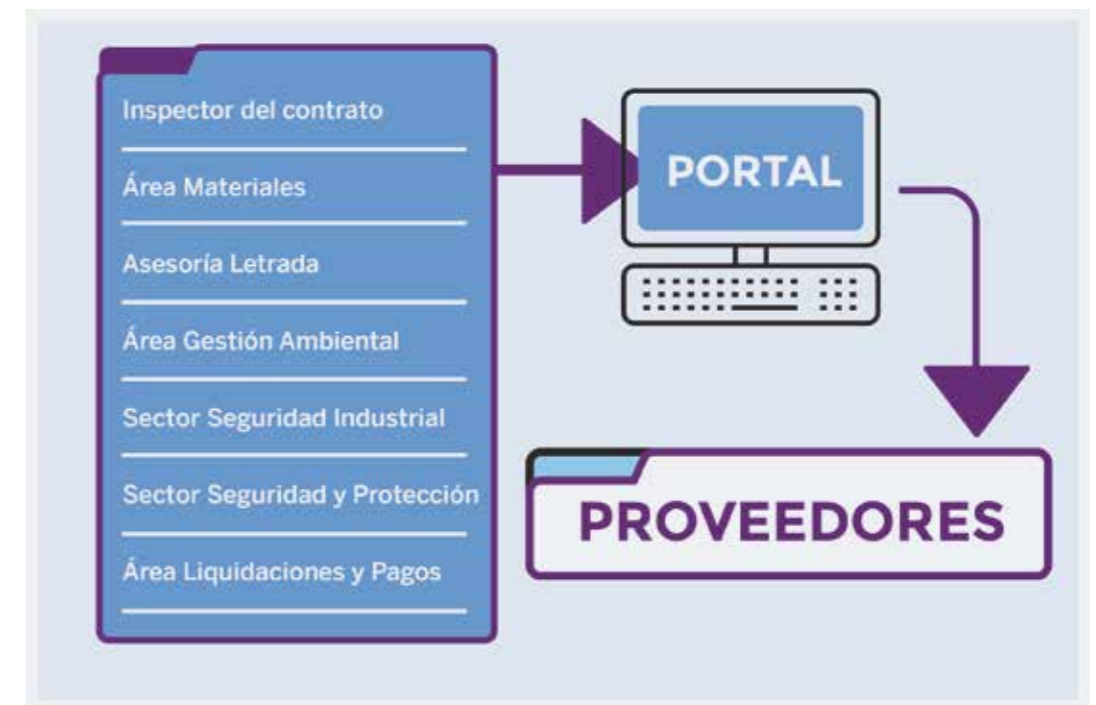 Inspector del contrato
Área Materiales
Asesoría Letrada
Área Gestión Ambiental
Sector Seguridad Industrial
Sector Seguridad y Protección
Área Liquidaciones y Pagos
PORTAL
PROVEEDORES